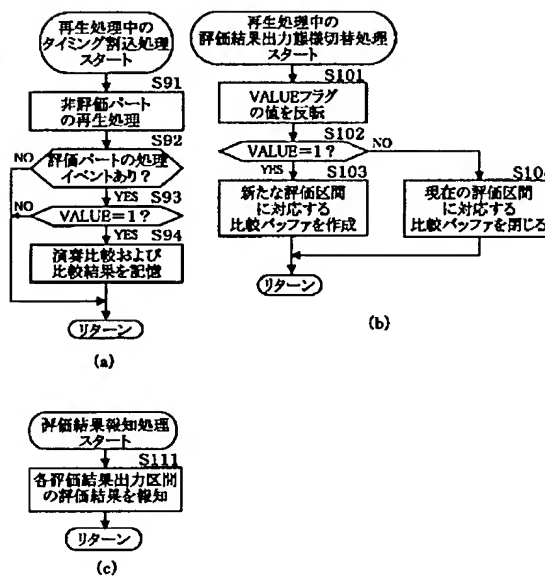 再生処理中の
タイミング割込処理
スタート
S91
非評価パート
の再生処理
S92
NO
評価パートの処理
イベントあり?
YES
S93
NO
VALUE=1?
YES
S94
演奏比較および
比較結果を記憶
リターン
(a)
再生処理中の
評価結果出力態様切替処理
スタート
S101
VALUEフラグ
の値を反転
S102
VALUE=1?
NO
YES
S103
新たな評価区間
に対応する
比較バッファを作成
S104
現在の評価区間
に対応する
比較バッファを閉じる
リターン
(b)
評価結果報知処理
スタート
S111
各評価結果出力区間
の評価結果を報知
リターン
(c)